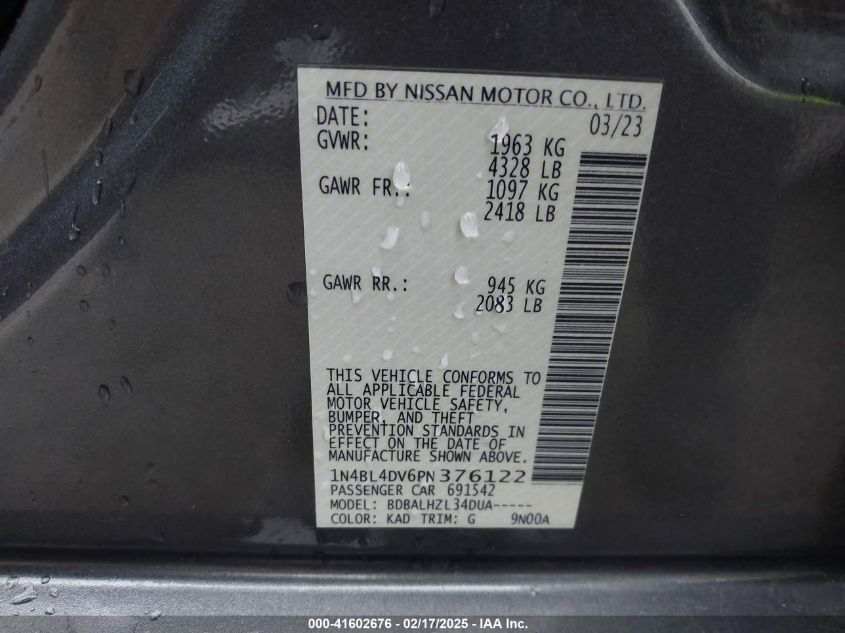 MFD BY NISSAN MOTOR CO., LTD.
DATE: 03/23
GVWR: 1963 KG
4328 LB
GAWR FR.: 1097 KG
2418 LB
GAWR RR.: 945 KG
2083 LB
THIS VEHICLE CONFORMS TO
ALL APPLICABLE FEDERAL
MOTOR VEHICLE SAFETY,
BUMPER, AND THEFT
PREVENTION STANDARDS IN
EFFECT ON THE DATE OF
MANUFACTURE SHOWN ABOVE.
1N4BL4DV6PN376122
PASSENGER CAR 691542
MODEL: BDBALHZL34DUA-----
COLOR: KAD TRIM: G 9N00A
000-41602676 - 02/17/2025 - IAA Inc.